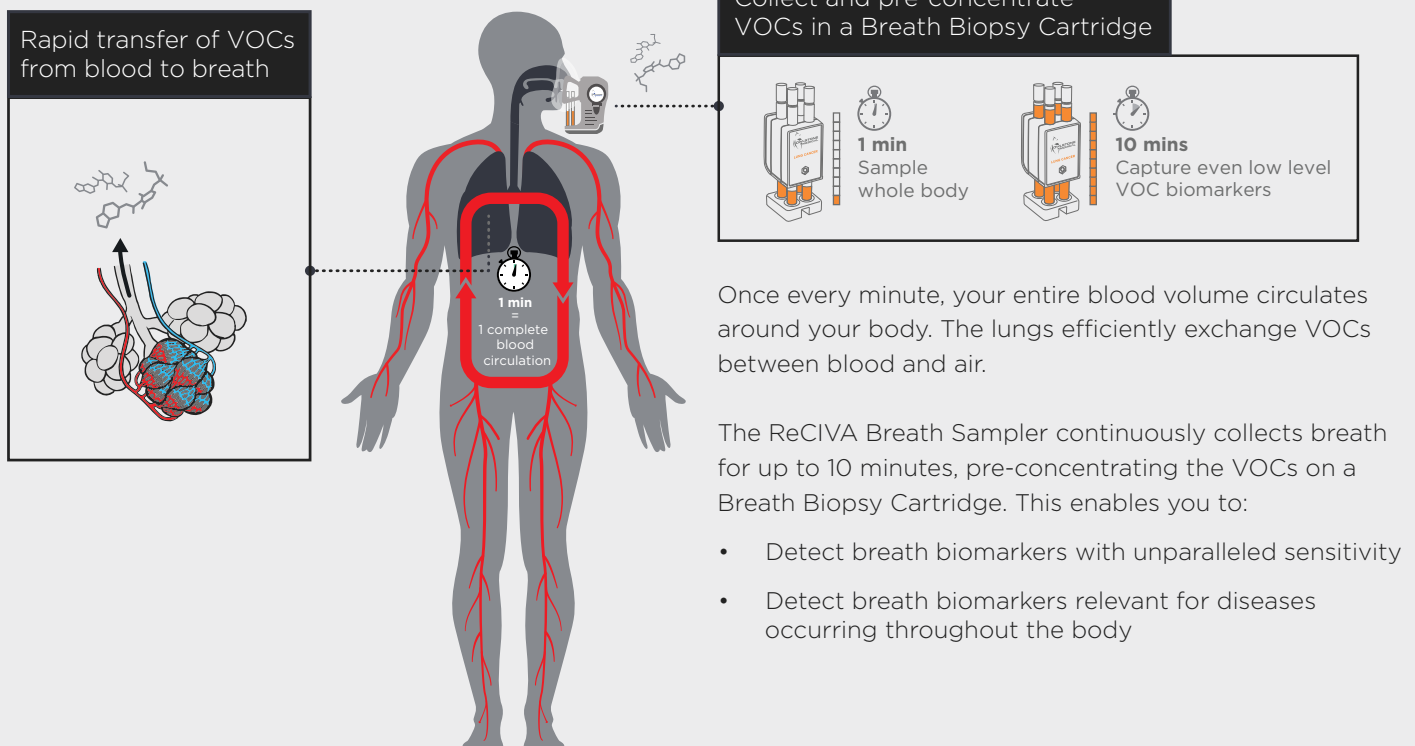 Rapid transfer of VOCs
from blood to breath
Collect and pre-concentrate
VOCs in a Breath Biopsy Cartridge
1 min
Sample
whole body
10 mins
Capture even low level
VOC biomarkers
1 min
=
1 complete
blood
circulation
Once every minute, your entire blood volume circulates
around your body. The lungs efficiently exchange VOCs
between blood and air.
The ReCIVA Breath Sampler continuously collects breath
for up to 10 minutes, pre-concentrating the VOCs on a
Breath Biopsy Cartridge. This enables you to:
• Detect breath biomarkers with unparalleled sensitivity
• Detect breath biomarkers relevant for diseases
occurring throughout the body